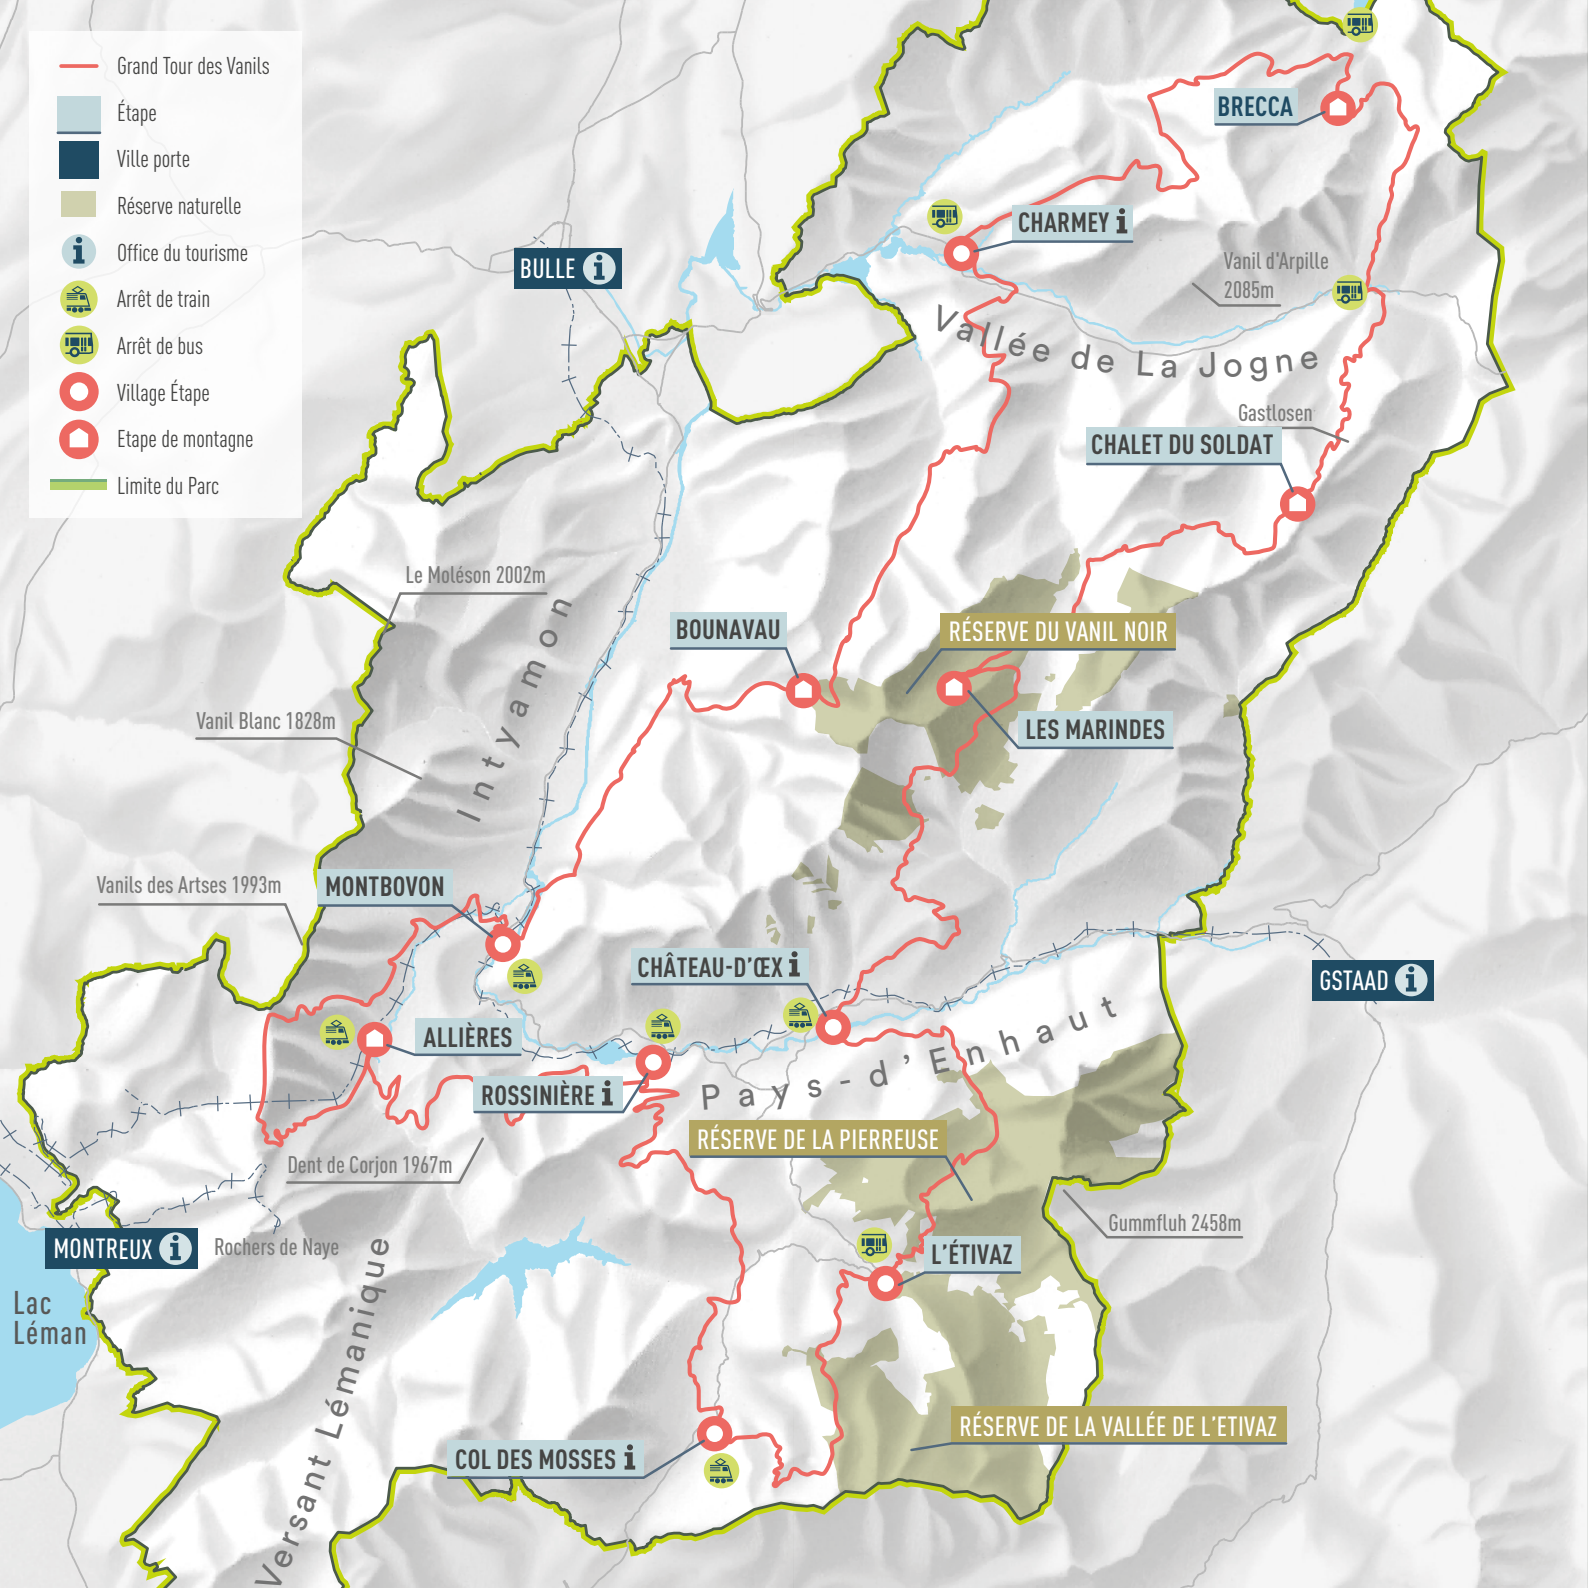 Grand Tour des Vanils
Étape
Ville porte
Réserve naturelle
Office du tourisme
Arrêt de train
Arrêt de bus
Village Étape
Etape de montagne
Limite du Parc
BRECCA
CHARMEY i
BULLE i
Vanil d'Arpille
2085m
Vallée de La Jogne
Gastlosen
CHALET DU SOLDAT
Le Moléson 2002m
Intyamon
BOUNAVAU
RÉSERVE DU VANIL NOIR
Vanil Blanc 1828m
LES MARINDES
Vanils des Artses 1993m
MONTBOVON
CHÂTEAU-D'ŒX i
GSTAAD i
ALLIÈRES
Pays-d'Enhaut
ROSSINIÈRE i
RÉSERVE DE LA PIERREUSE
Dent de Corjon 1967m
Gummfluh 2458m
MONTREUX i
Rochers de Naye
L'ÉTIVAZ
Lac
Léman
Versant Lémanique
RÉSERVE DE LA VALLÉE DE L'ETIVAZ
COL DES MOSSES i